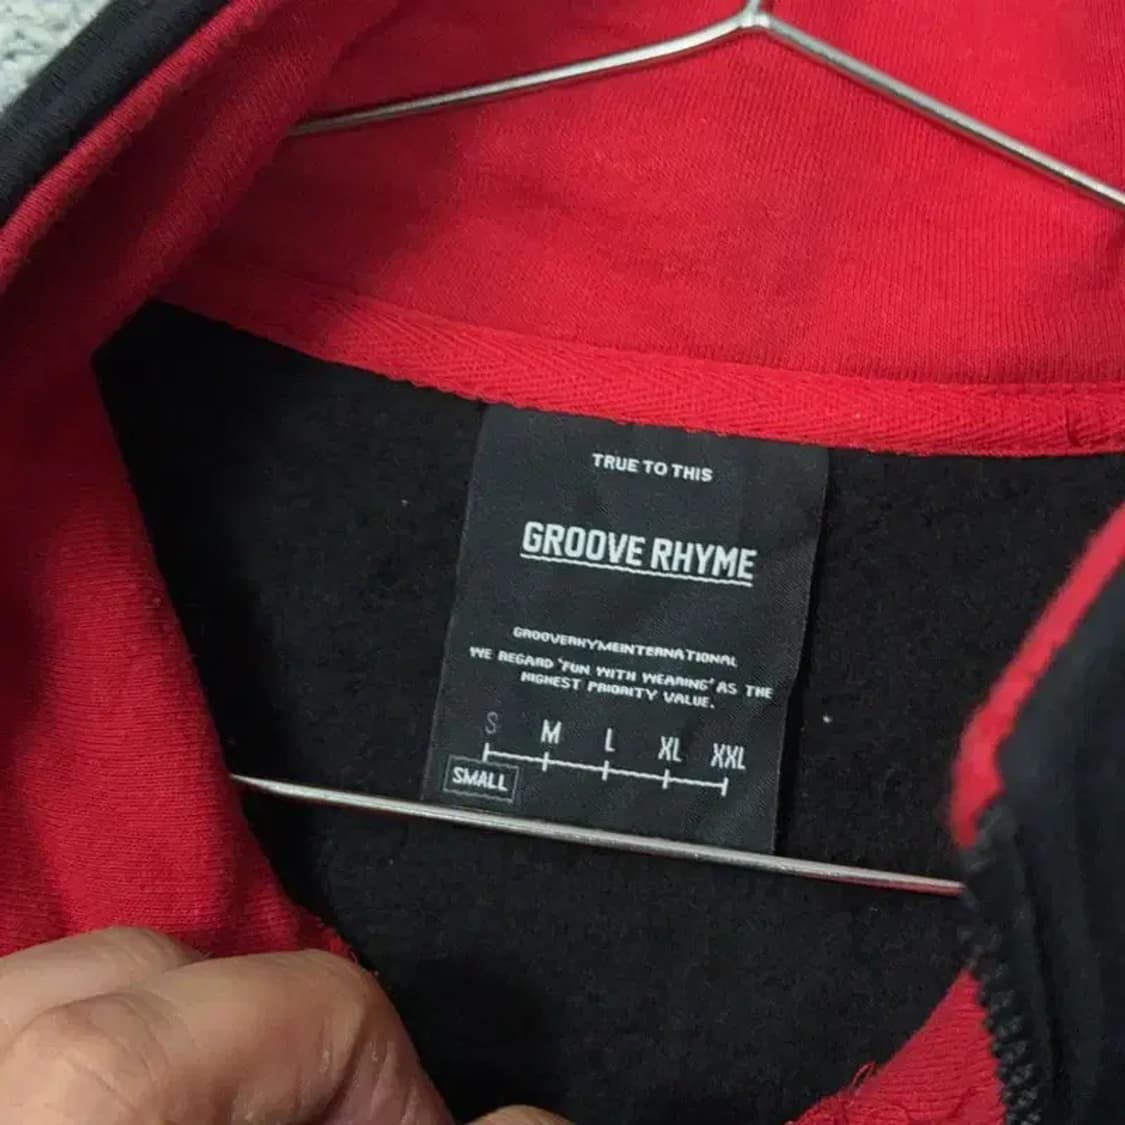 TRUE TO THIS
GROOVE RHYME
GROOVERHYMEINTERNATIONAL
WE REGARD 'FUN WITH WEARING' AS THE
HIGHEST PRIORITY VALUE.
S M L XL XXL
SMALL